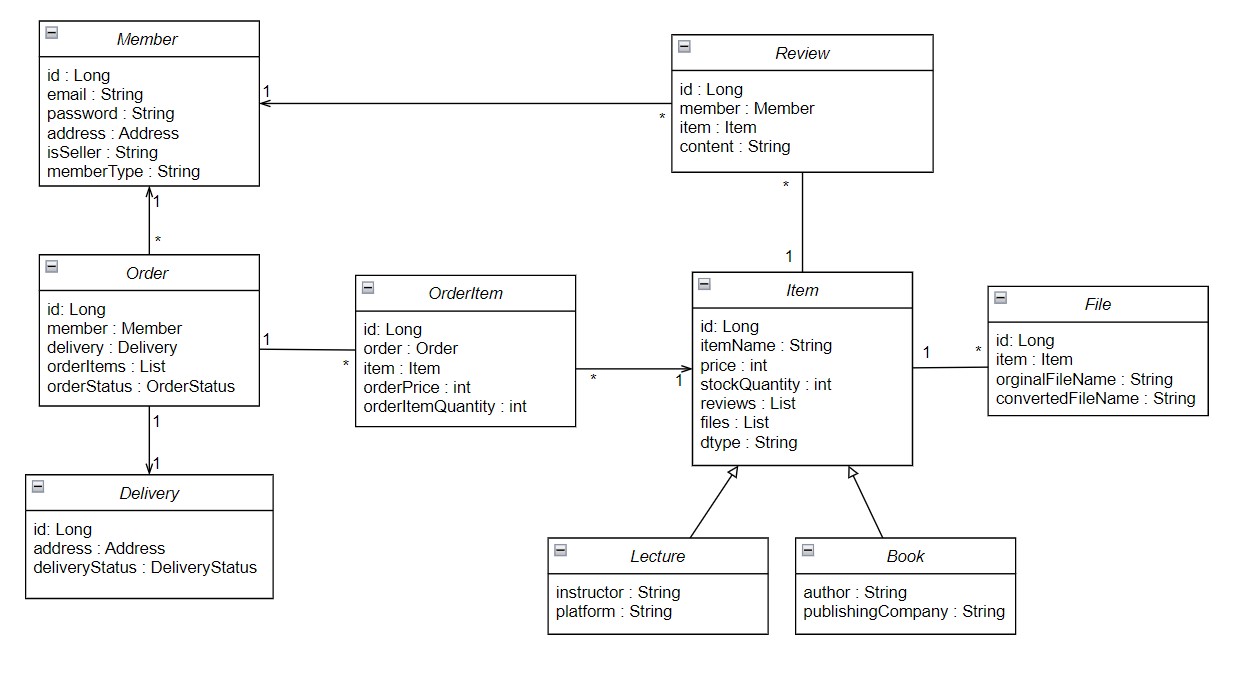 Member
id : Long
email : String
password : String
address : Address
isSeller : String
memberType : String
1
*
Review
id : Long
member : Member
item : Item
content : String
1
*
*
1
Order
id: Long
member : Member
delivery : Delivery
orderItems : List
orderStatus : OrderStatus
1
*
OrderItem
id: Long
order : Order
item : Item
orderPrice : int
orderItemQuantity : int
*
1
Item
id: Long
itemName : String
price : int
stockQuantity : int
reviews : List
files : List
dtype : String
1
*
File
id: Long
item : Item
orginalFileName : String
convertedFileName : String
1
1
Delivery
id: Long
address : Address
deliveryStatus : DeliveryStatus
Lecture
instructor : String
platform : String
Book
author : String
publishingCompany : String